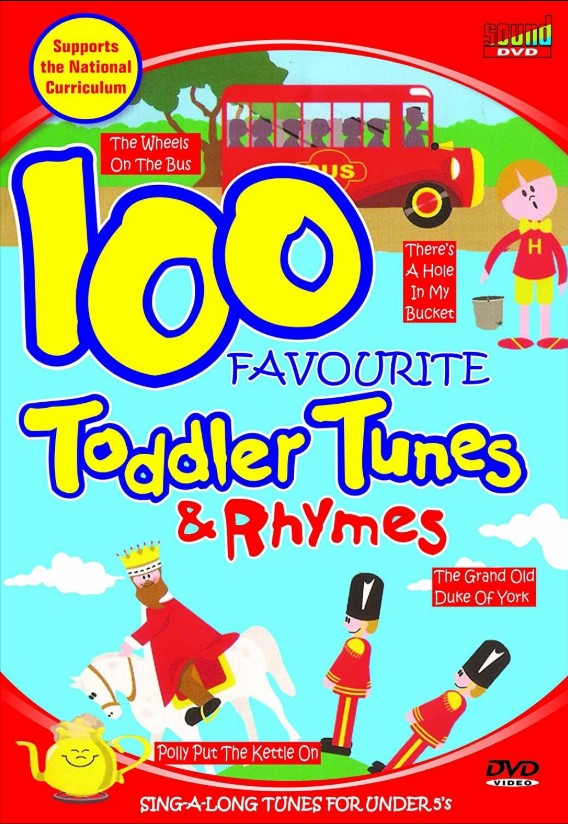 Supports
the National
Curriculum
sound
DVD
The Wheels
On The Bus
BUS
100
There's
A Hole
In My
Bucket
H
FAVOURITE
Toddler Tunes
& Rhymes
The Grand Old
Duke Of York
Polly Put The Kettle On
DVD
VIDEO
SING-A-LONG TUNES FOR UNDER 5's